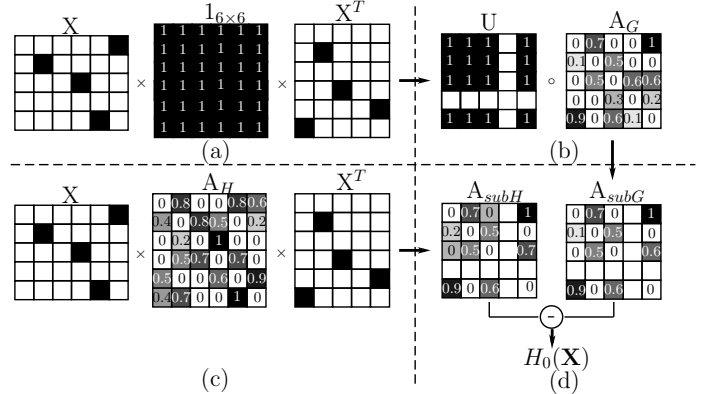 X
×
1_{6×6}
1 1 1 1 1 1
1 1 1 1 1 1
1 1 1 1 1 1
1 1 1 1 1 1
1 1 1 1 1 1
1 1 1 1 1 1
×
X^T
(a)
U
1 1 1 1
1 1 1 1
1 1 1 1
1 1 1 1
∘
A_G
0 0.7 0 0 1
0.1 0 0.5 0 0
0 0.5 0 0.6 0.6
0 0 0.3 0 0.2
0.9 0 0.6 0.1 0
(b)
X
×
A_H
0 0.8 0 0 0.8 0.6
0.4 0 0.8 0.5 0 0.2
0 0.2 0 1 0 0
0 0.5 0.7 0 0.7 0
0.5 0 0 0.6 0 0.9
0.4 0.7 0 0 1 0
×
X^T
(c)
A_{subH}
0 0.7 0 1
0.2 0 0.5 0
0 0.5 0 0.7
0.9 0 0.6 0
A_{subG}
0 0.7 0 1
0.1 0 0.5 0
0 0.5 0 0.6
0.9 0 0.6 0
-
H_0(X)
(d)